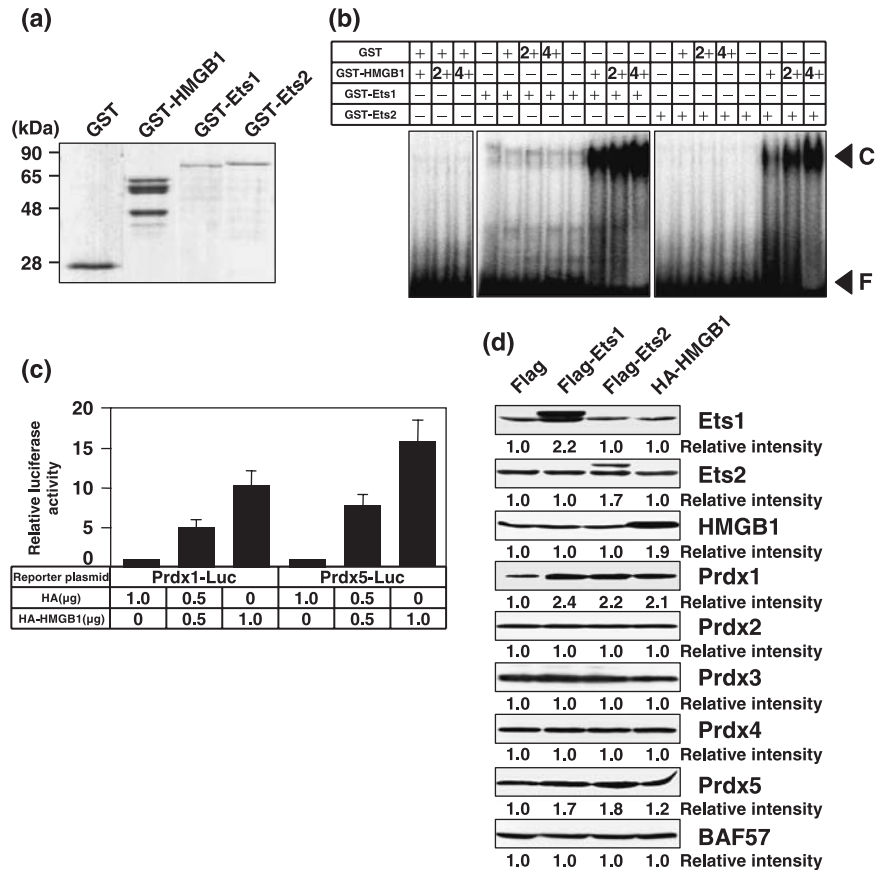 (a)
GST
GST-HMGB1
GST-Ets1
GST-Ets2
(kDa)
90
65
48
28
(b)
GST + + + − + 2+ 4+ − − − − − + 2+ 4+ − − − −
GST-HMGB1 + 2+ 4+ − − − − − + 2+ 4+ − − − − − + 2+ 4+
GST-Ets1 − − − + + + + + + + + − − − − − − − −
GST-Ets2 − − − − − − − − − − − + + + + + + + +
C
F
(c)
Relative luciferase activity
20
15
10
5
0
Reporter plasmid Prdx1-Luc Prdx5-Luc
HA(µg) 1.0 0.5 0 1.0 0.5 0
HA-HMGB1(µg) 0 0.5 1.0 0 0.5 1.0
(d)
Flag
Flag-Ets1
Flag-Ets2
HA-HMGB1
Ets1
1.0 2.2 1.0 1.0 Relative intensity
Ets2
1.0 1.0 1.7 1.0 Relative intensity
HMGB1
1.0 1.0 1.0 1.9 Relative intensity
Prdx1
1.0 2.4 2.2 2.1 Relative intensity
Prdx2
1.0 1.0 1.0 1.0 Relative intensity
Prdx3
1.0 1.0 1.0 1.0 Relative intensity
Prdx4
1.0 1.0 1.0 1.0 Relative intensity
Prdx5
1.0 1.7 1.8 1.2 Relative intensity
BAF57
1.0 1.0 1.0 1.0 Relative intensity